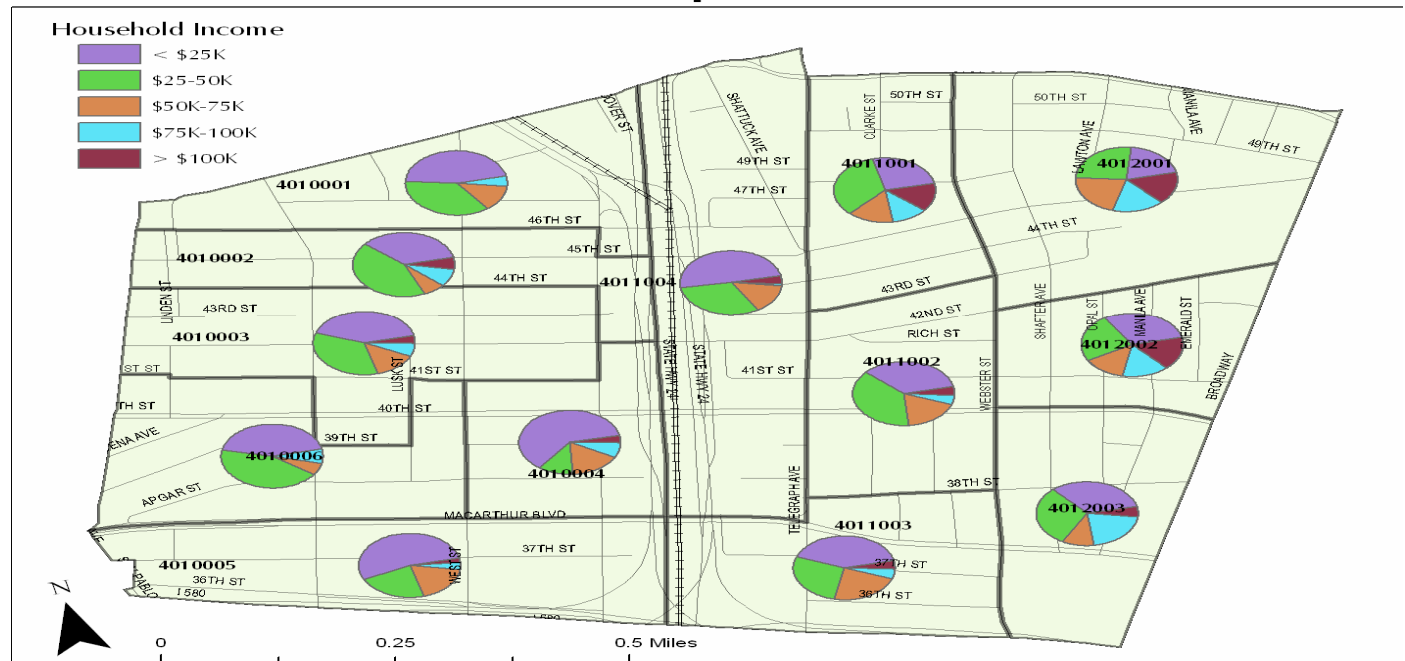 Household Income
< $25K
$25-50K
$50K-75K
$75K-100K
> $100K
50TH ST
50TH ST
SHATTUCK AVE
CLARKE ST
LAWTON AVE
49TH ST
49TH ST
4011001
4012001
4010001
47TH ST
46TH ST
44TH ST
45TH ST
4010002
44TH ST
4011004
43RD ST
LINDEN ST
43RD ST
SHAFTER AVE
OPAL ST
MANILA AVE
EMERALD ST
42ND ST
RICH ST
4010003
4012002
STATE HWY 24
STATE HWY 24
4011002
LUSK ST
41ST ST
41ST ST
WEBSTER ST
BROADWAY
ST ST
TH ST
40TH ST
39TH ST
ENA AVE
4010006
4010004
APGAR ST
TELEGRAPH AVE
38TH ST
4012003
MACARTHUR BLVD
4011003
37TH ST
WEST ST
37TH ST
4010005
36TH ST
36TH ST
I 580
N
0
0.25
0.5 Miles